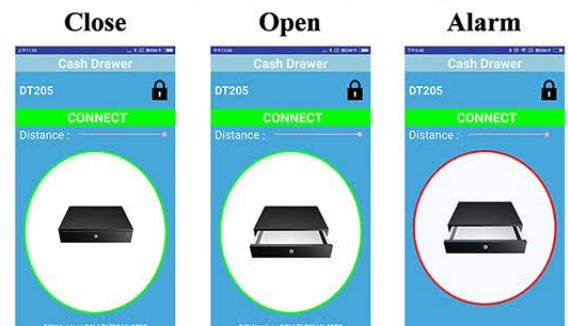 Close
Open
Alarm
Cash Drawer
DT205
CONNECT
Distance :
Cash Drawer
DT205
CONNECT
Distance :
Cash Drawer
DT205
CONNECT
Distance :